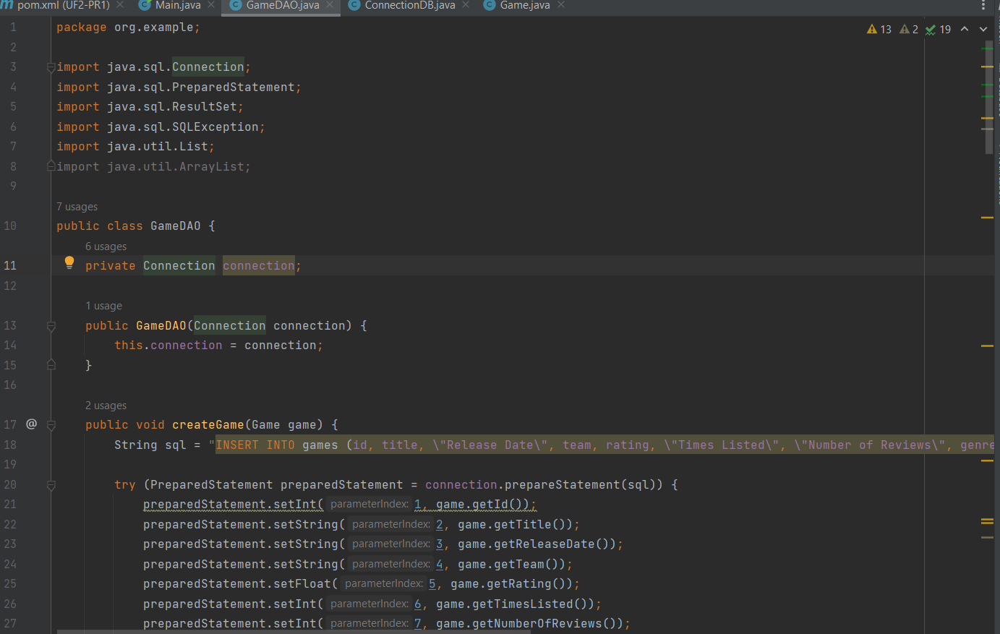 pom.xml (UF2-PR1) Main.java GameDAO.java ConnectionDB.java Game.java
13 2 19
1 package org.example;
2
3 import java.sql.Connection;
4 import java.sql.PreparedStatement;
5 import java.sql.ResultSet;
6 import java.sql.SQLException;
7 import java.util.List;
8 import java.util.ArrayList;
9
7 usages
10 public class GameDAO {
6 usages
11 private Connection connection;
12
1 usage
13 public GameDAO(Connection connection) {
14 this.connection = connection;
15 }
16
2 usages
17 @ public void createGame(Game game) {
18 String sql = "INSERT INTO games (id, title, \"Release Date\", team, rating, \"Times Listed\", \"Number of Reviews\", genre
19
20 try (PreparedStatement preparedStatement = connection.prepareStatement(sql)) {
21 preparedStatement.setInt( parameterIndex: 1, game.getId());
22 preparedStatement.setString( parameterIndex: 2, game.getTitle());
23 preparedStatement.setString( parameterIndex: 3, game.getReleaseDate());
24 preparedStatement.setString( parameterIndex: 4, game.getTeam());
25 preparedStatement.setFloat( parameterIndex: 5, game.getRating());
26 preparedStatement.setInt( parameterIndex: 6, game.getTimesListed());
27 preparedStatement.setInt( parameterIndex: 7, game.getNumberOfReviews());